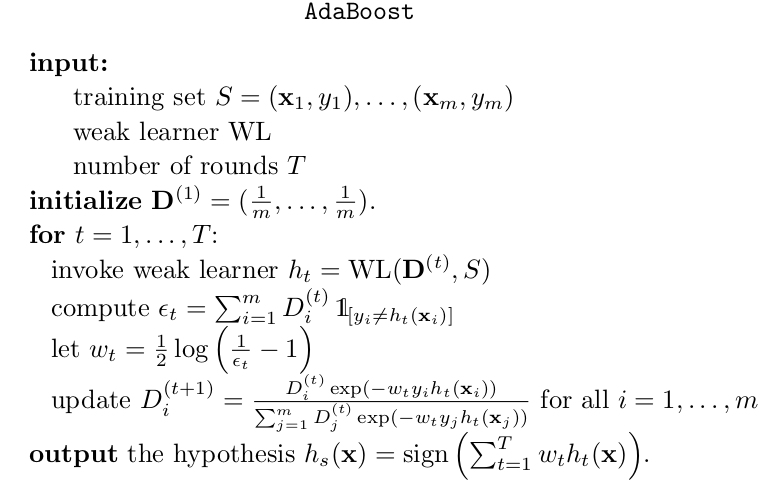 AdaBoost
input:
training set $S = (\mathbf{x}_1, y_1), \ldots, (\mathbf{x}_m, y_m)$
weak learner WL
number of rounds $T$
initialize $\mathbf{D}^{(1)} = (\frac{1}{m}, \ldots, \frac{1}{m})$.
for $t = 1, \ldots, T$:
invoke weak learner $h_t = \mathrm{WL}(\mathbf{D}^{(t)}, S)$
compute $\epsilon_t = \sum_{i=1}^{m} D_i^{(t)} \mathbb{1}_{[y_i \neq h_t(\mathbf{x}_i)]}$
let $w_t = \frac{1}{2} \log\left(\frac{1}{\epsilon_t} - 1\right)$
update $D_i^{(t+1)} = \frac{D_i^{(t)} \exp(-w_t y_i h_t(\mathbf{x}_i))}{\sum_{j=1}^{m} D_j^{(t)} \exp(-w_t y_j h_t(\mathbf{x}_j))}$ for all $i = 1, \ldots, m$
output the hypothesis $h_s(\mathbf{x}) = \mathrm{sign}\left(\sum_{t=1}^{T} w_t h_t(\mathbf{x})\right)$.